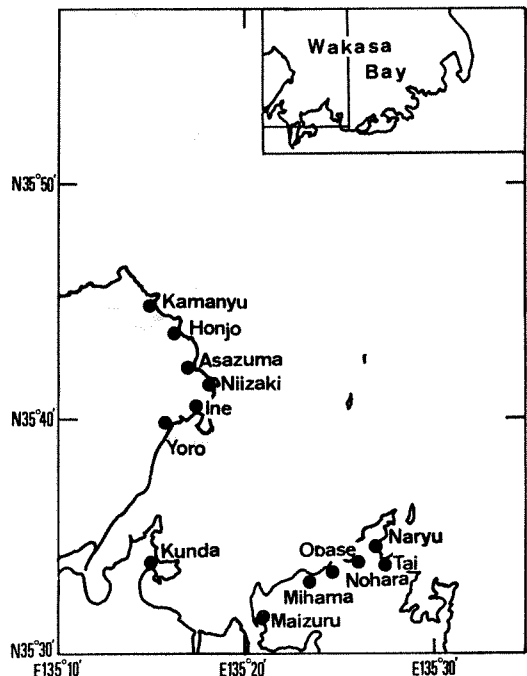 Wakasa
Bay
N35°50'
Kamanyu
Honjo
Asazuma
Niizaki
Ine
N35°40'
Yoro
Naryu
Obase
Kunda
Tai
Nohara
Mihama
Maizuru
N35°30'
E135°10'
E135°20'
E135°30'